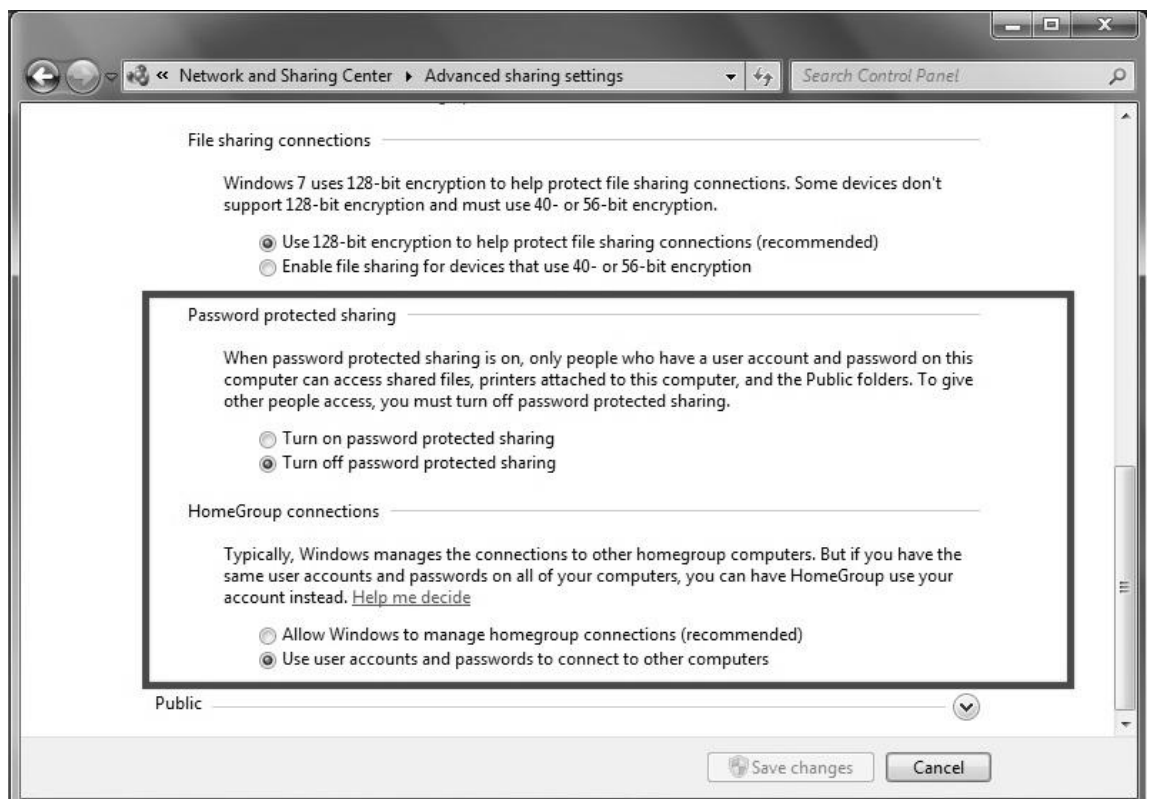 « Network and Sharing Center ▸ Advanced sharing settings
Search Control Panel
File sharing connections
Windows 7 uses 128-bit encryption to help protect file sharing connections. Some devices don't
support 128-bit encryption and must use 40- or 56-bit encryption.
Use 128-bit encryption to help protect file sharing connections (recommended)
Enable file sharing for devices that use 40- or 56-bit encryption
Password protected sharing
When password protected sharing is on, only people who have a user account and password on this
computer can access shared files, printers attached to this computer, and the Public folders. To give
other people access, you must turn off password protected sharing.
Turn on password protected sharing
Turn off password protected sharing
HomeGroup connections
Typically, Windows manages the connections to other homegroup computers. But if you have the
same user accounts and passwords on all of your computers, you can have HomeGroup use your
account instead. Help me decide
Allow Windows to manage homegroup connections (recommended)
Use user accounts and passwords to connect to other computers
Public
Save changes
Cancel